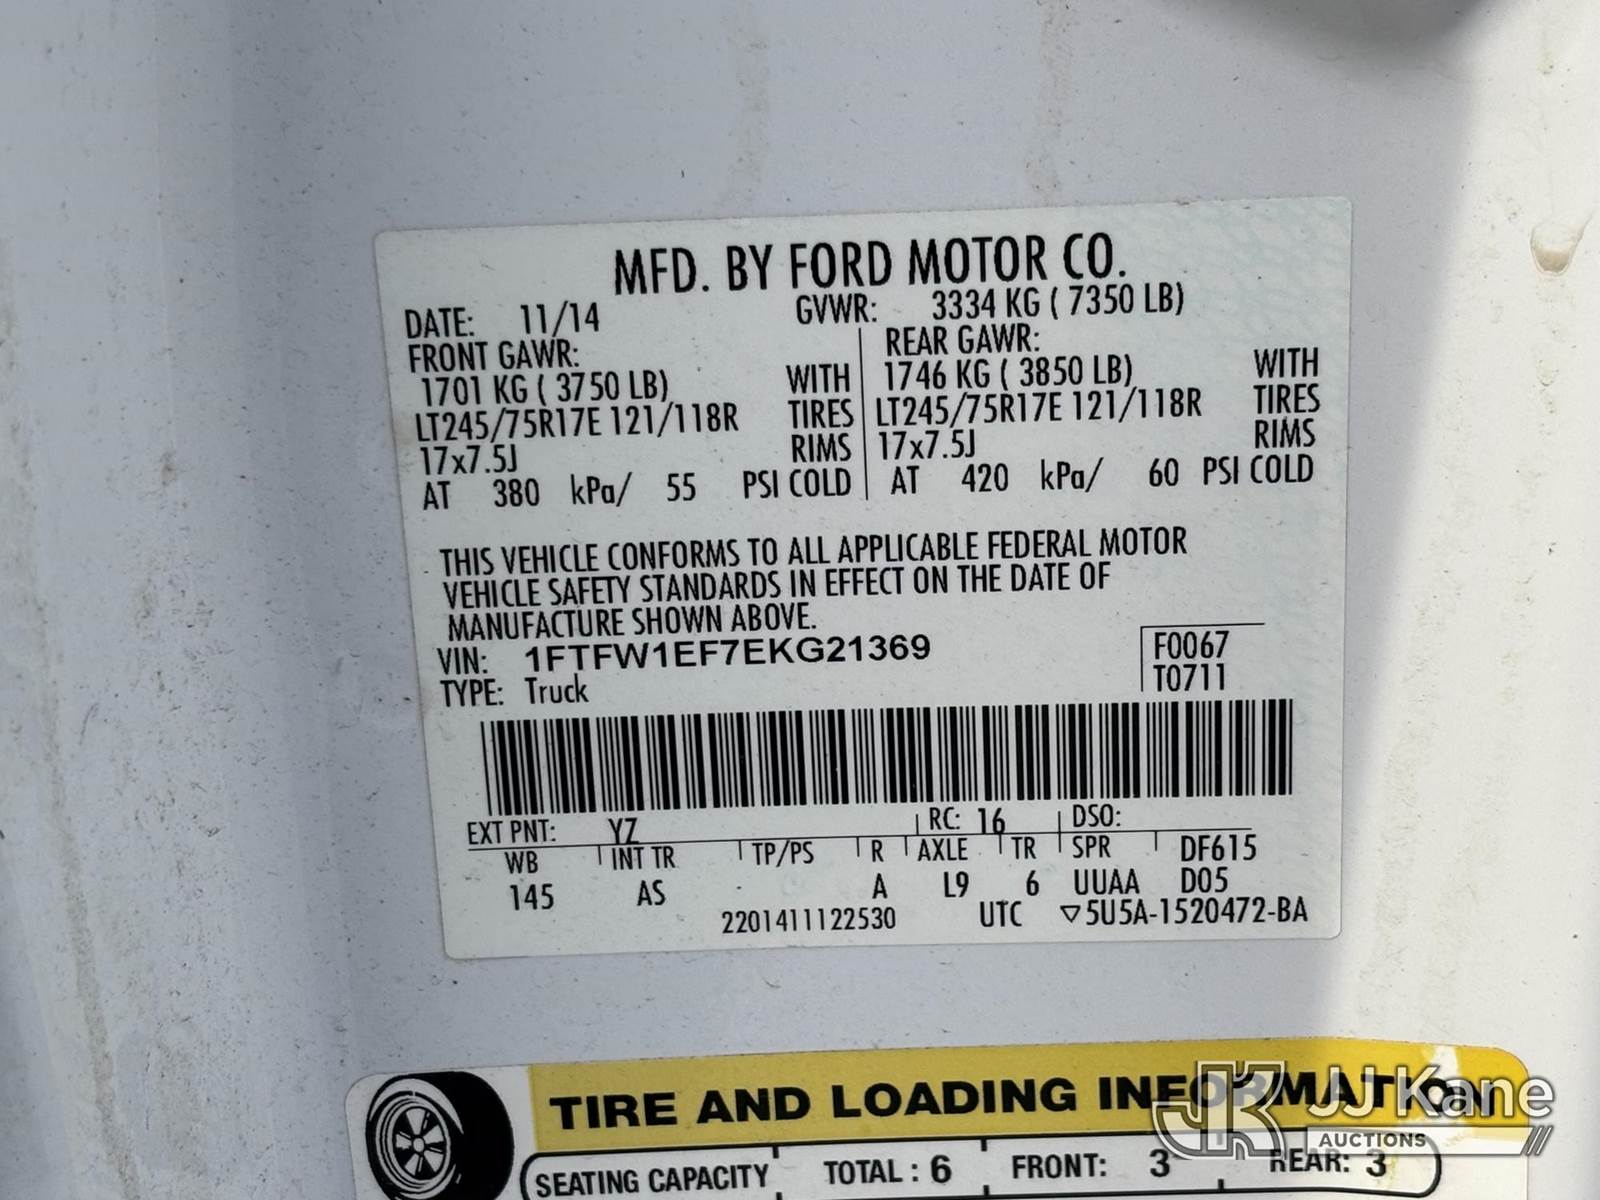 MFD. BY FORD MOTOR CO.
DATE: 11/14 GVWR: 3334 KG ( 7350 LB)
FRONT GAWR: REAR GAWR:
1701 KG ( 3750 LB) WITH 1746 KG ( 3850 LB) WITH
LT245/75R17E 121/118R TIRES LT245/75R17E 121/118R TIRES
17x7.5J RIMS 17x7.5J RIMS
AT 380 kPa/ 55 PSI COLD AT 420 kPa/ 60 PSI COLD
THIS VEHICLE CONFORMS TO ALL APPLICABLE FEDERAL MOTOR
VEHICLE SAFETY STANDARDS IN EFFECT ON THE DATE OF
MANUFACTURE SHOWN ABOVE.
VIN: 1FTFW1EF7EKG21369 F0067
TYPE: Truck T0711
EXT PNT: YZ RC: 16 DSO:
WB INT TR TP/PS R AXLE TR SPR DF615
145 AS A L9 6 UUAA D05
2201411122530 UTC ▽5U5A-1520472-BA
TIRE AND LOADING INFORMATION
JJ Kane
AUCTIONS
SEATING CAPACITY TOTAL : 6 FRONT: 3 REAR: 3